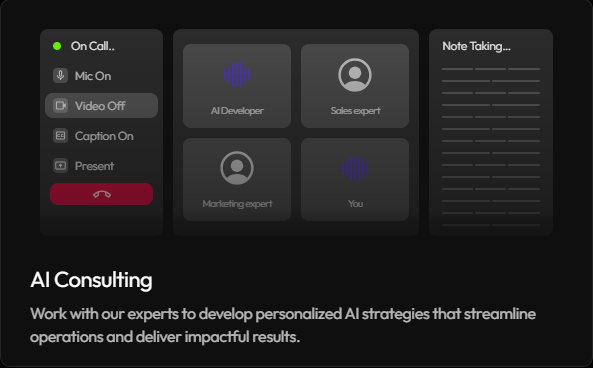 On Call..
Mic On
Video Off
Caption On
Present
AI Developer
Sales expert
Marketing expert
You
Note Taking...
AI Consulting
Work with our experts to develop personalized AI strategies that streamline
operations and deliver impactful results.